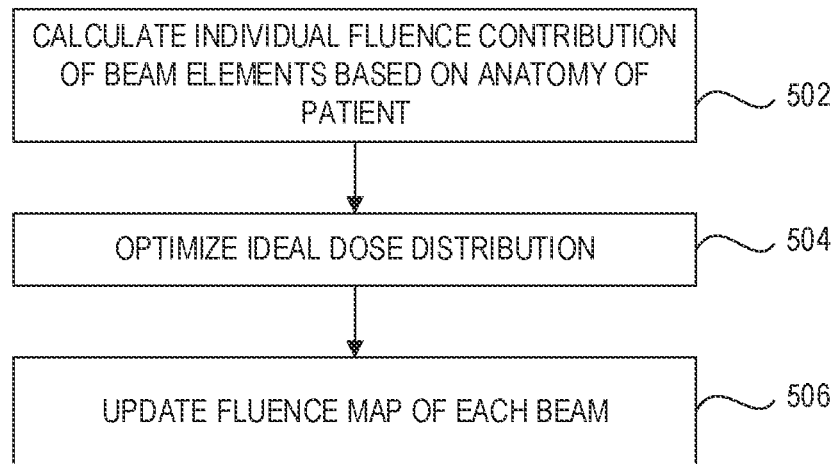 CALCULATE INDIVIDUAL FLUENCE CONTRIBUTION
OF BEAM ELEMENTS BASED ON ANATOMY OF
PATIENT
502
OPTIMIZE IDEAL DOSE DISTRIBUTION
504
UPDATE FLUENCE MAP OF EACH BEAM
506